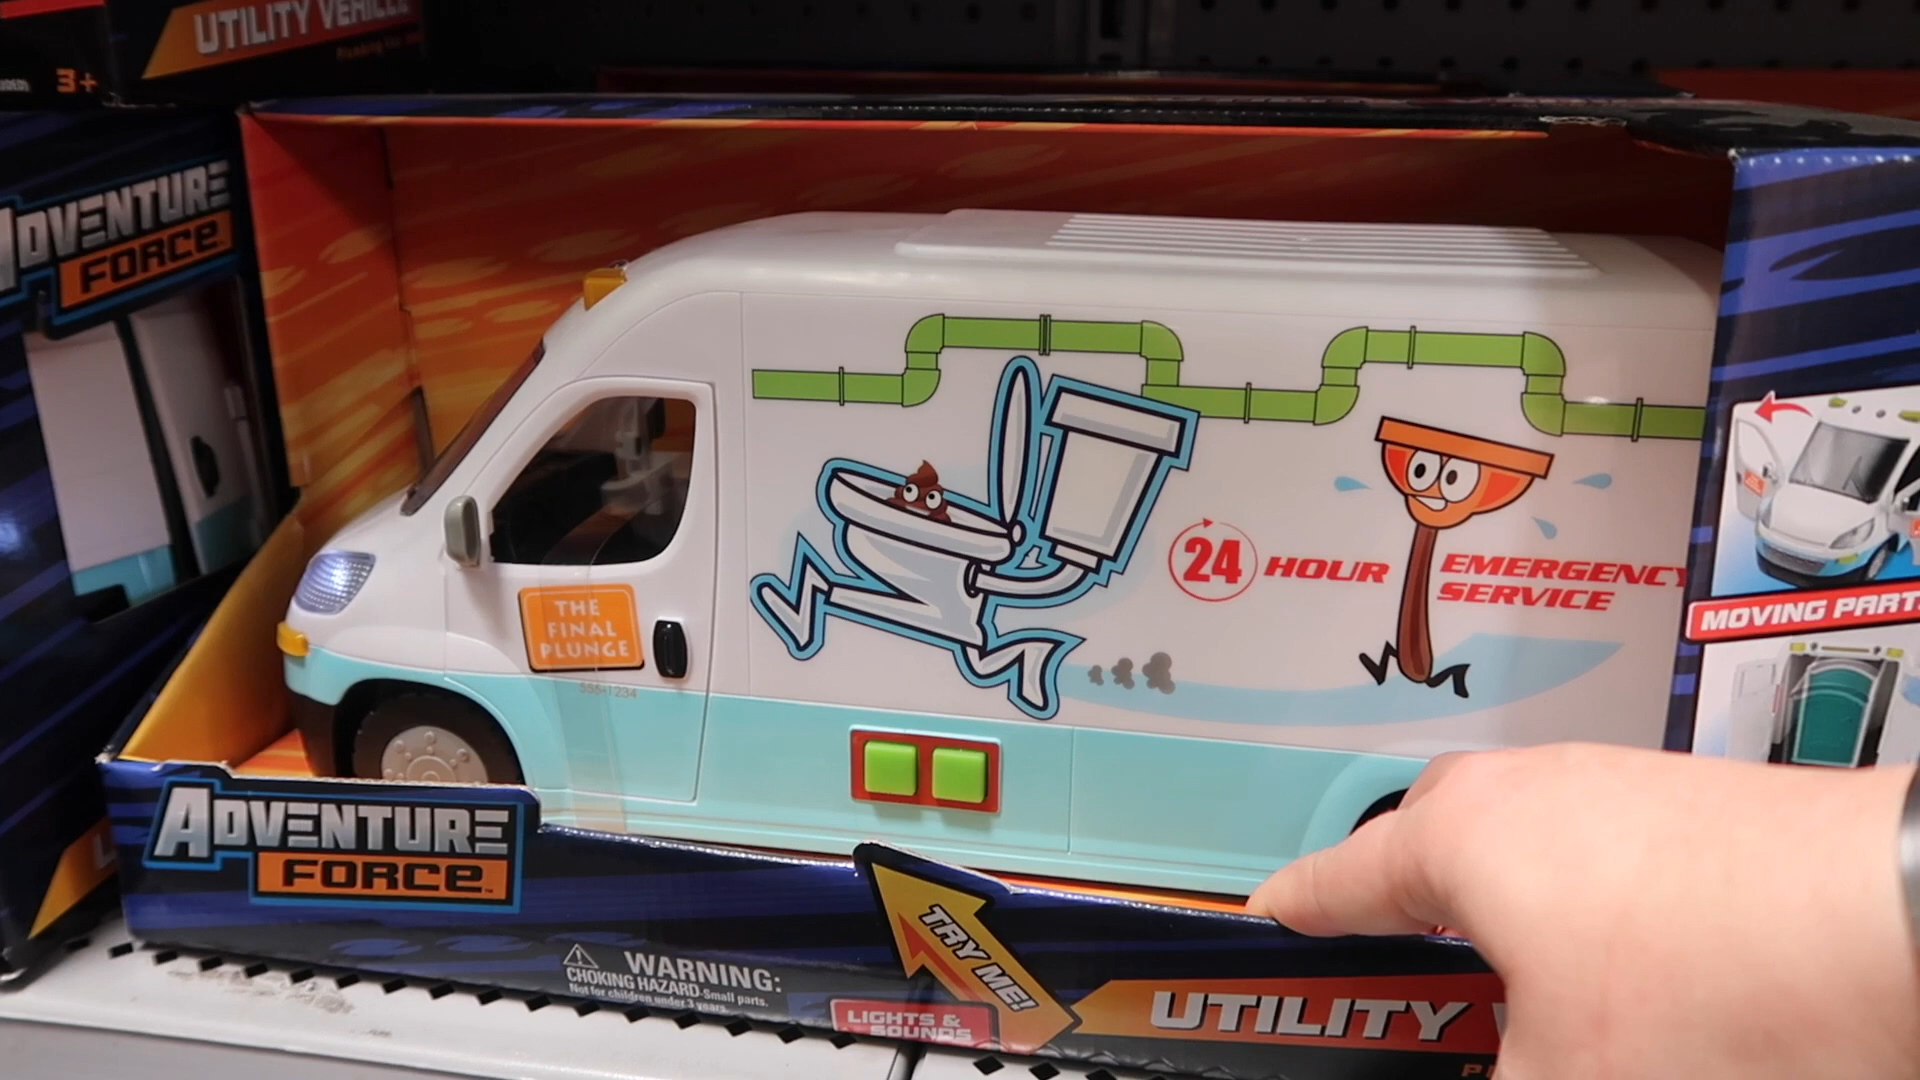 UTILITY VEHICLE
3+
ADVENTURE
FORCE
THE
FINAL
PLUNGE
555-1234
24 HOUR
EMERGENCY
SERVICE
MOVING PARTS
ADVENTURE
FORCE™
TRY ME!
WARNING:
CHOKING HAZARD-Small parts.
Not for children under 3 years.
LIGHTS &
SOUNDS
UTILITY